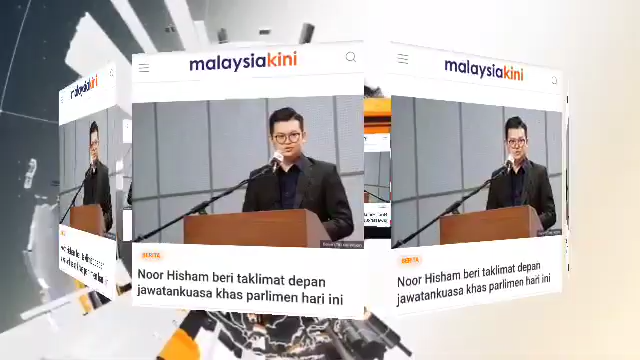 malaysiakini
malaysiakini
malaysiakini
BERITA
Noor Hisham beri taklimat depan
jawatankuasa khas parlimen hari ini
BERITA
Noor Hisham beri taklimat depan
jawatankuasa khas parlimen hari ini